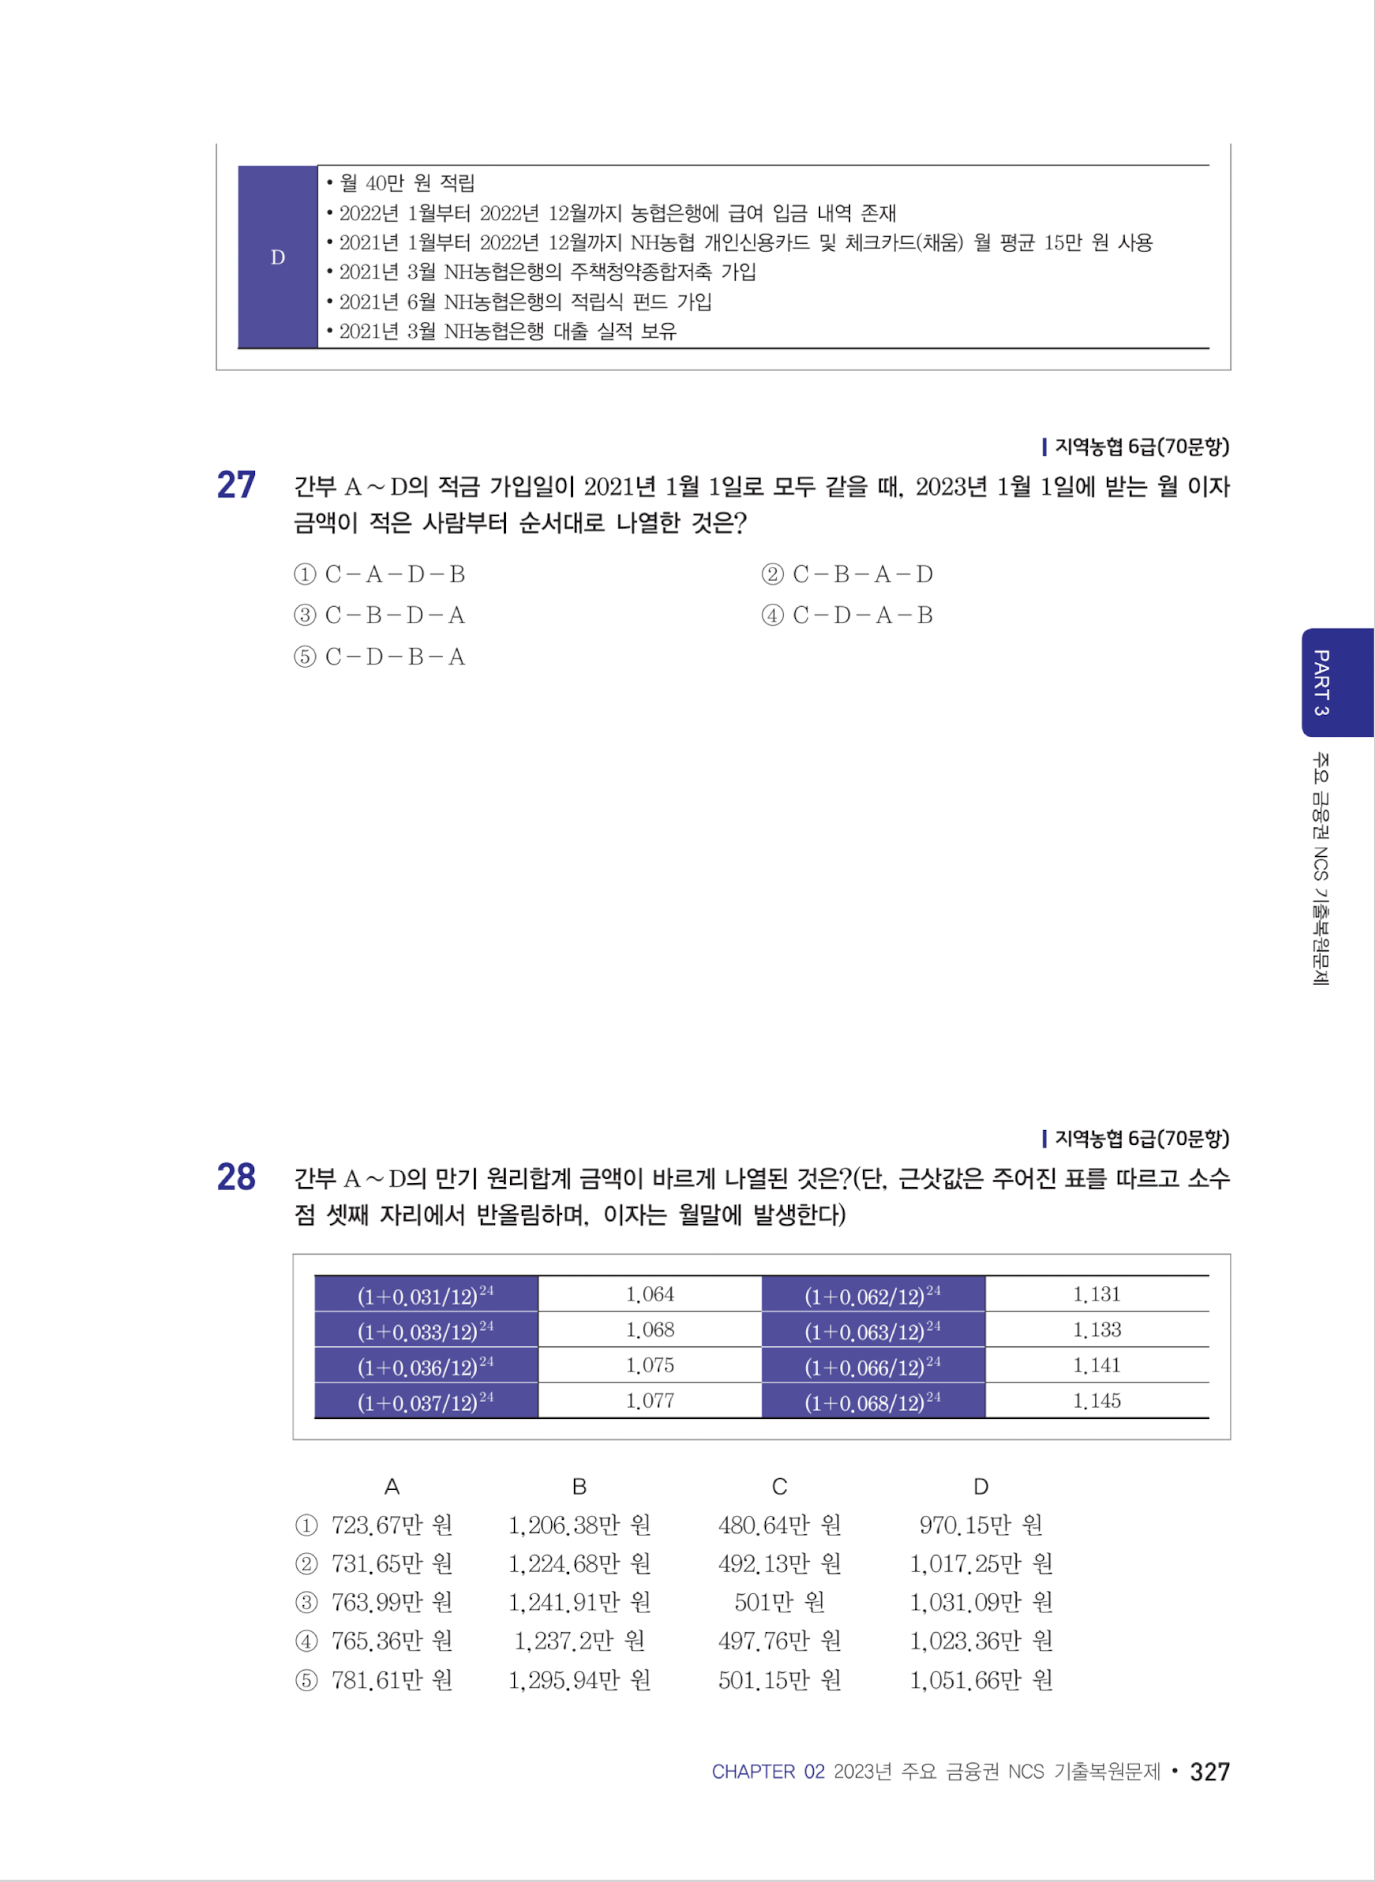 D
• 월 40만 원 적립
• 2022년 1월부터 2022년 12월까지 농협은행에 급여 입금 내역 존재
• 2021년 1월부터 2022년 12월까지 NH농협 개인신용카드 및 체크카드(채움) 월 평균 15만 원 사용
• 2021년 3월 NH농협은행의 주책청약종합저축 가입
• 2021년 6월 NH농협은행의 적립식 펀드 가입
• 2021년 3월 NH농협은행 대출 실적 보유
| 지역농협 6급(70문항)
27 간부 A～D의 적금 가입일이 2021년 1월 1일로 모두 같을 때, 2023년 1월 1일에 받는 월 이자
금액이 적은 사람부터 순서대로 나열한 것은?
① C－A－D－B ② C－B－A－D
③ C－B－D－A ④ C－D－A－B
⑤ C－D－B－A
PART 3
주요 금융권 NCS 기출복원문제
| 지역농협 6급(70문항)
28 간부 A～D의 만기 원리합계 금액이 바르게 나열된 것은?(단, 근삿값은 주어진 표를 따르고 소수
점 셋째 자리에서 반올림하며, 이자는 월말에 발생한다)
(1+0.031/12)²⁴ 1.064 (1+0.062/12)²⁴ 1.131
(1+0.033/12)²⁴ 1.068 (1+0.063/12)²⁴ 1.133
(1+0.036/12)²⁴ 1.075 (1+0.066/12)²⁴ 1.141
(1+0.037/12)²⁴ 1.077 (1+0.068/12)²⁴ 1.145
A B C D
① 723.67만 원 1,206.38만 원 480.64만 원 970.15만 원
② 731.65만 원 1,224.68만 원 492.13만 원 1,017.25만 원
③ 763.99만 원 1,241.91만 원 501만 원 1,031.09만 원
④ 765.36만 원 1,237.2만 원 497.76만 원 1,023.36만 원
⑤ 781.61만 원 1,295.94만 원 501.15만 원 1,051.66만 원
CHAPTER 02 2023년 주요 금융권 NCS 기출복원문제 • 327